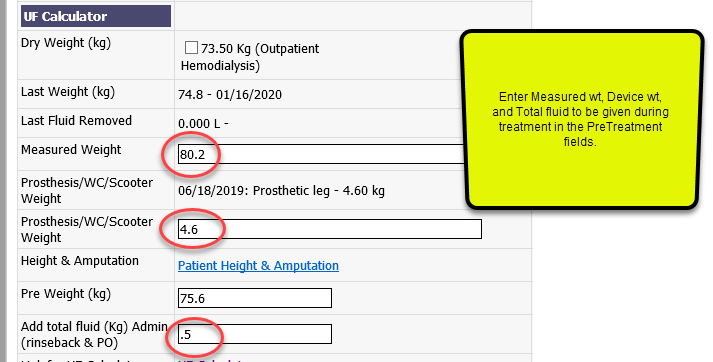 UF Calculator
Dry Weight (kg)
73.50 Kg (Outpatient
Hemodialysis)
Last Weight (kg)
74.8 - 01/16/2020
Last Fluid Removed
0.000 L -
Measured Weight
80.2
Prosthesis/WC/Scooter
Weight
06/18/2019: Prosthetic leg - 4.60 kg
Prosthesis/WC/Scooter
Weight
4.6
Height & Amputation
Patient Height & Amputation
Pre Weight (kg)
75.6
Add total fluid (Kg) Admin
(rinseback & PO)
.5
Enter Measured wt, Device wt,
and Total fluid to be given during
treatment in the PreTreatment
fields.